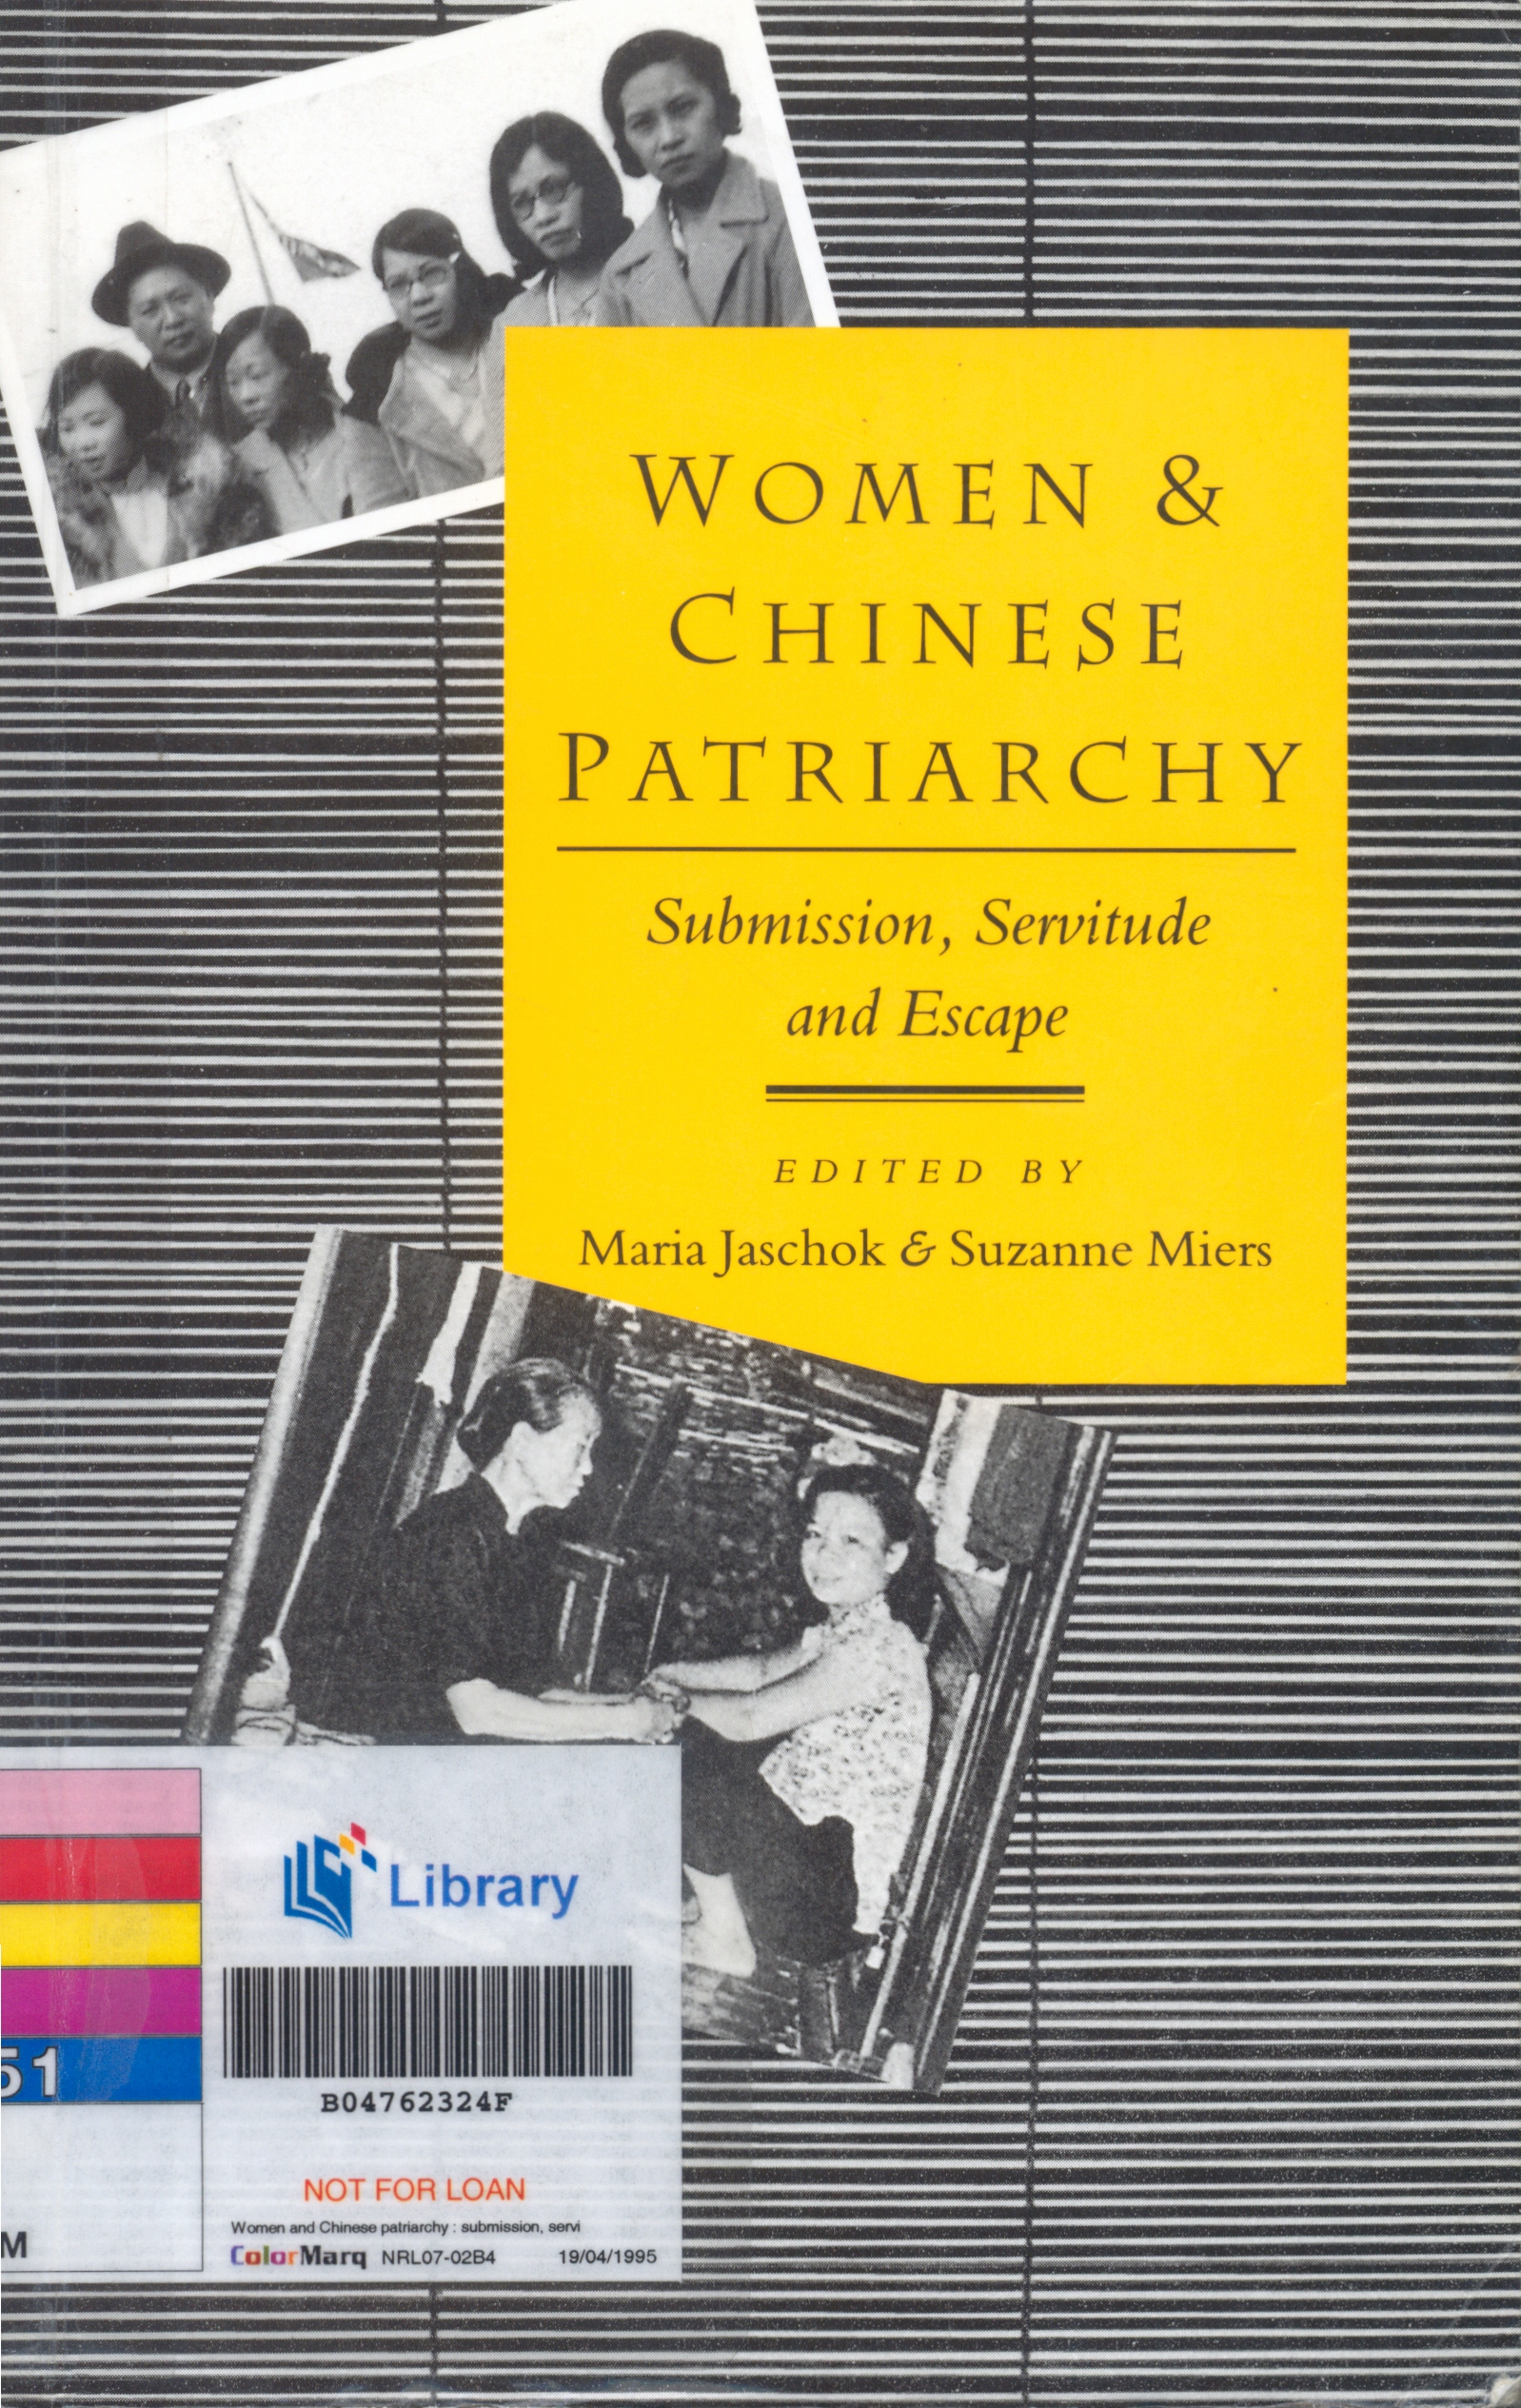 WOMEN &
CHINESE
PATRIARCHY
Submission, Servitude
and Escape
EDITED BY
Maria Jaschok & Suzanne Miers
Library
51
B04762324F
NOT FOR LOAN
Women and Chinese patriarchy : submission, servi
M
ColorMarq NRL07-02B4 19/04/1995